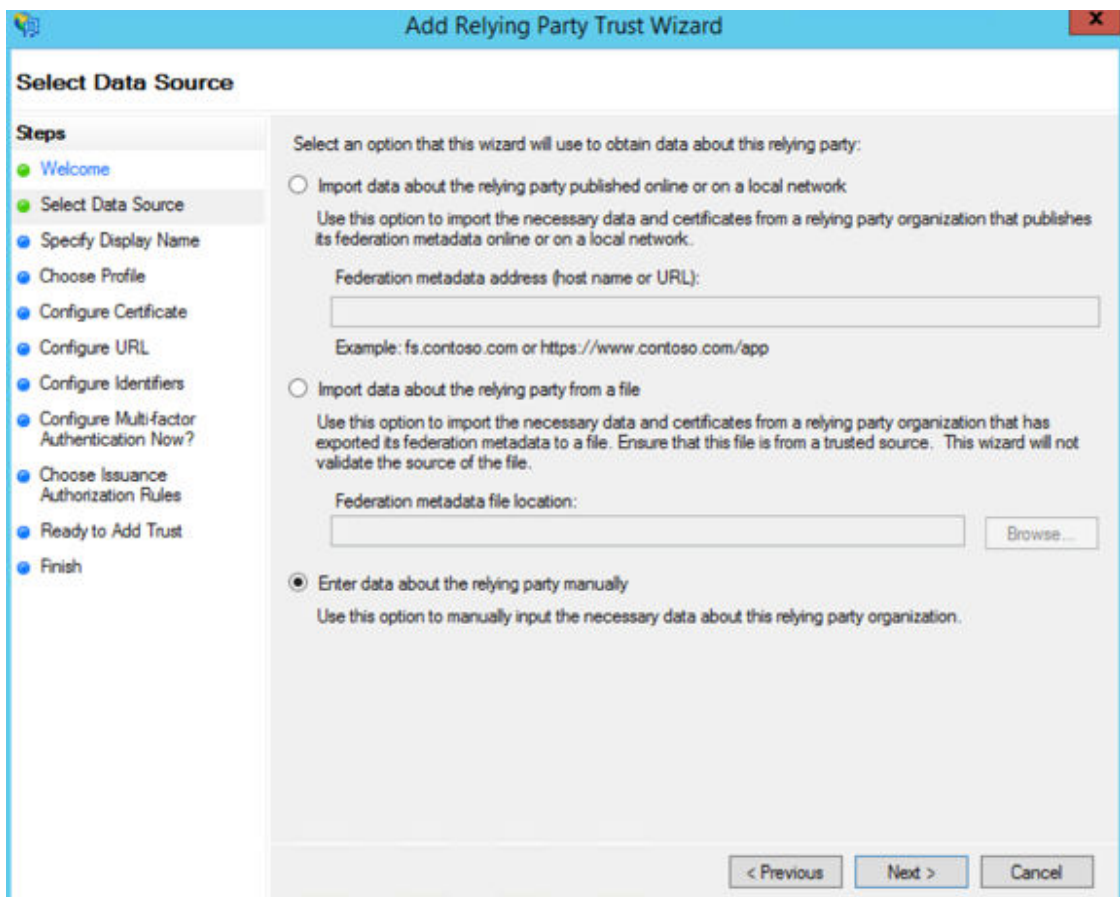 Add Relying Party Trust Wizard
x
Select Data Source
Steps
Welcome
Select Data Source
Specify Display Name
Choose Profile
Configure Certificate
Configure URL
Configure Identifiers
Configure Multi-factor
Authentication Now?
Choose Issuance
Authorization Rules
Ready to Add Trust
Finish
Select an option that this wizard will use to obtain data about this relying party:
Import data about the relying party published online or on a local network
Use this option to import the necessary data and certificates from a relying party organization that publishes
its federation metadata online or on a local network.
Federation metadata address (host name or URL):
Example: fs.contoso.com or https://www.contoso.com/app
Import data about the relying party from a file
Use this option to import the necessary data and certificates from a relying party organization that has
exported its federation metadata to a file. Ensure that this file is from a trusted source. This wizard will not
validate the source of the file.
Federation metadata file location:
Browse...
Enter data about the relying party manually
Use this option to manually input the necessary data about this relying party organization.
< Previous
Next >
Cancel